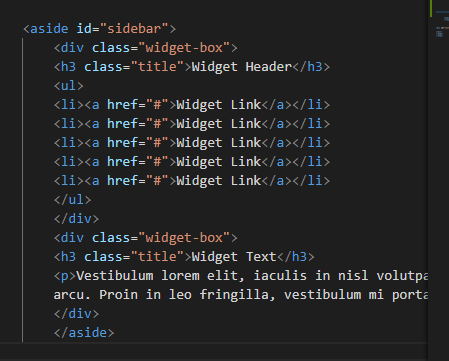 <aside id="sidebar">
<div class="widget-box">
<h3 class="title">Widget Header</h3>
<ul>
<li><a href="#">Widget Link</a></li>
<li><a href="#">Widget Link</a></li>
<li><a href="#">Widget Link</a></li>
<li><a href="#">Widget Link</a></li>
<li><a href="#">Widget Link</a></li>
</ul>
</div>
<div class="widget-box">
<h3 class="title">Widget Text</h3>
<p>Vestibulum lorem elit, iaculis in nisl volutpa
arcu. Proin in leo fringilla, vestibulum mi porta
</div>
</aside>